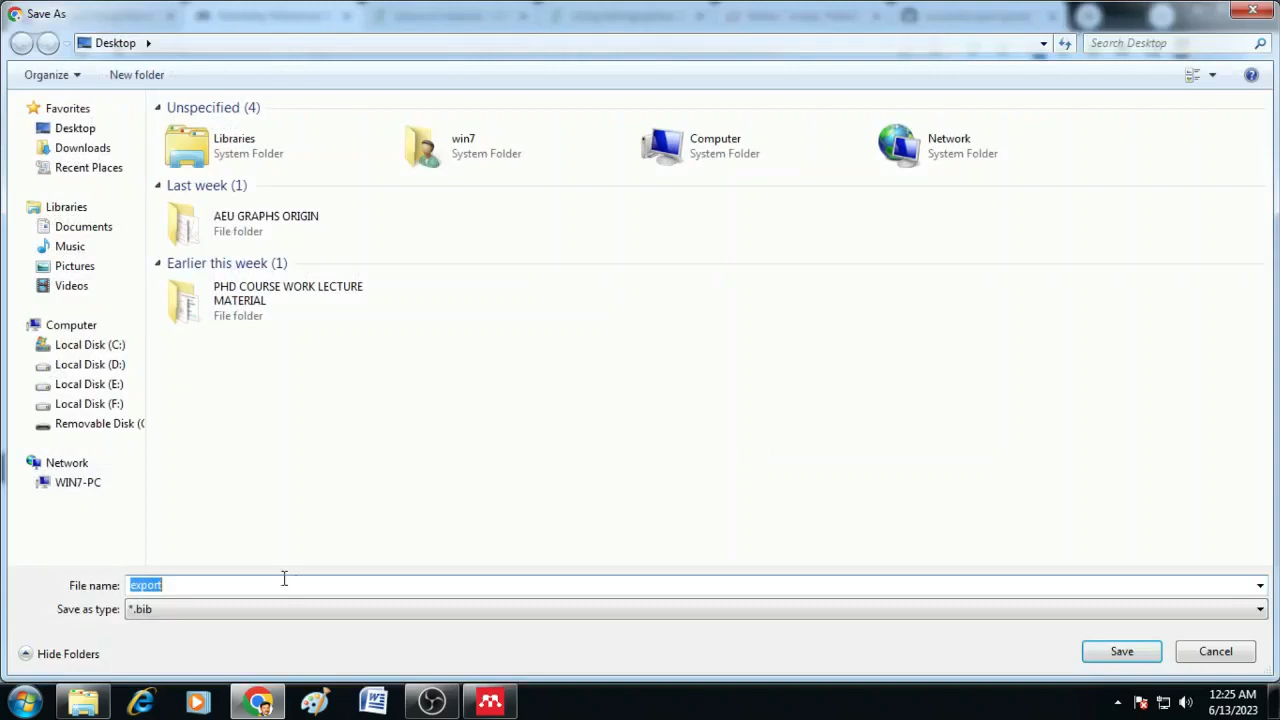 Save As
Desktop
Search Desktop
Organize
New folder
Favorites
Desktop
Downloads
Recent Places
Libraries
Documents
Music
Pictures
Videos
Computer
Local Disk (C:)
Local Disk (D:)
Local Disk (E:)
Local Disk (F:)
Removable Disk (
Network
WIN7-PC
Unspecified (4)
Libraries
System Folder
win7
System Folder
Computer
System Folder
Network
System Folder
Last week (1)
AEU GRAPHS ORIGIN
File folder
Earlier this week (1)
PHD COURSE WORK LECTURE
MATERIAL
File folder
File name: export
Save as type: *.bib
Hide Folders
Save
Cancel
12:25 AM
6/13/2023